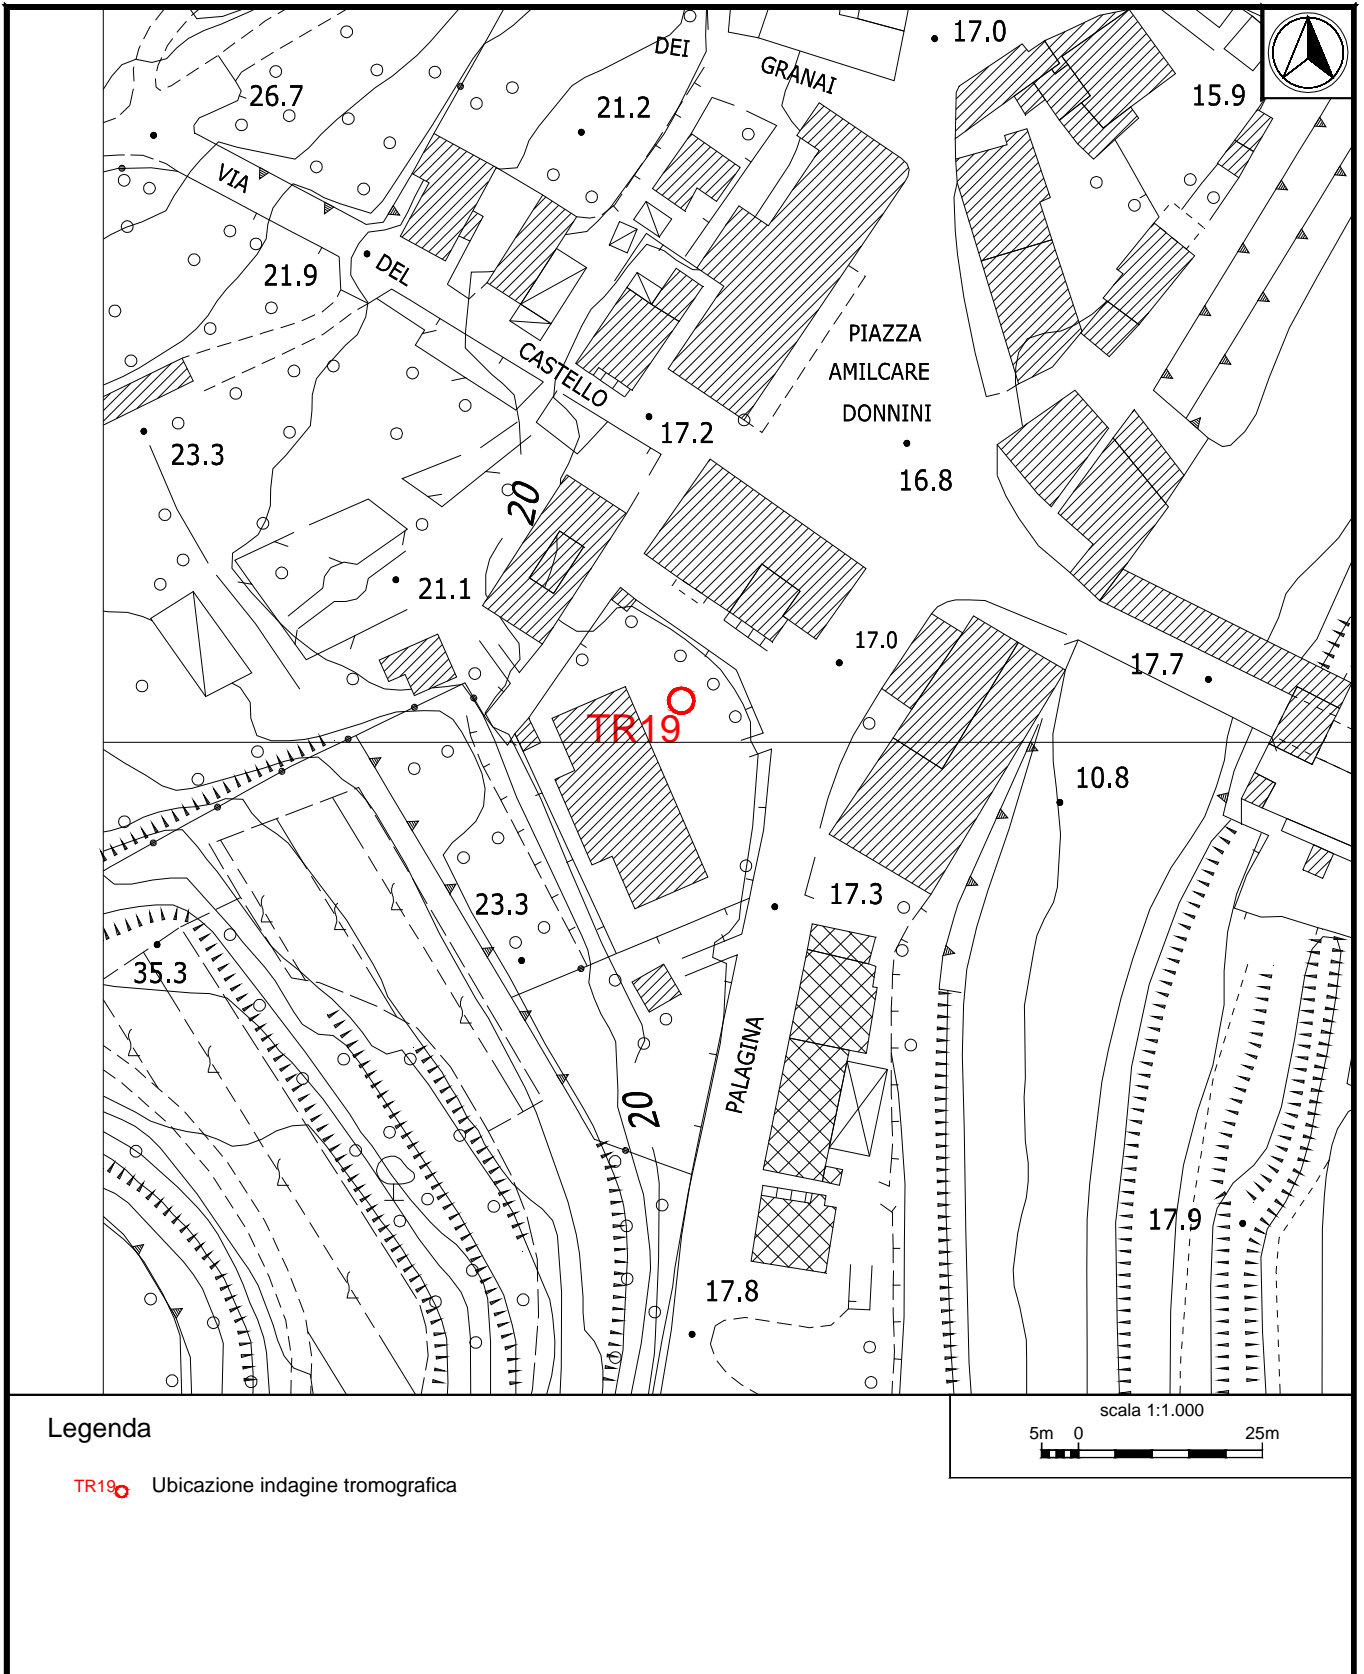 DEI
GRANAI
17.0
26.7
21.2
15.9
VIA
DEL
21.9
CASTELLO
PIAZZA
AMILCARE
DONNINI
17.2
23.3
16.8
20
21.1
17.0
17.7
TR19
10.8
23.3
17.3
35.3
PALAGINA
20
17.9
17.8
Legenda
scala 1:1.000
5m 0 25m
TR19 Ubicazione indagine tromografica